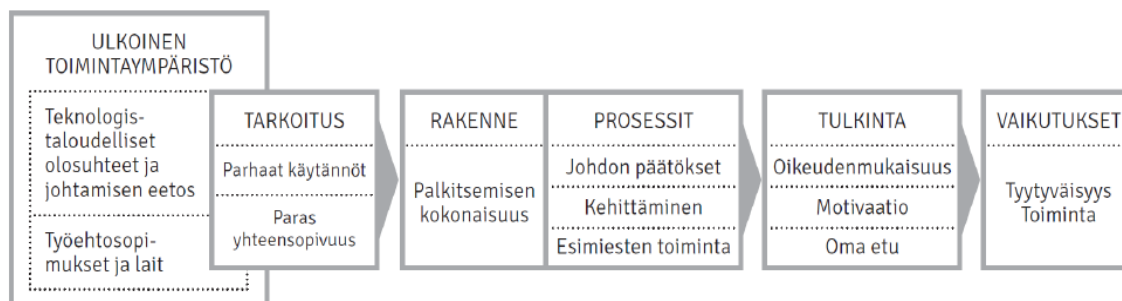 ULKOINEN
TOIMINTAYMPÄRISTÖ
Teknologis-
taloudelliset
olosuhteet ja
johtamisen eetos
Työehtosopi-
mukset ja lait
TARKOITUS
Parhaat käytännöt
Paras
yhteensopivuus
RAKENNE
Palkitsemisen
kokonaisuus
PROSESSIT
Johdon päätökset
Kehittäminen
Esimiesten toiminta
TULKINTA
Oikeudenmukaisuus
Motivaatio
Oma etu
VAIKUTUKSET
Tyytyväisyys
Toiminta